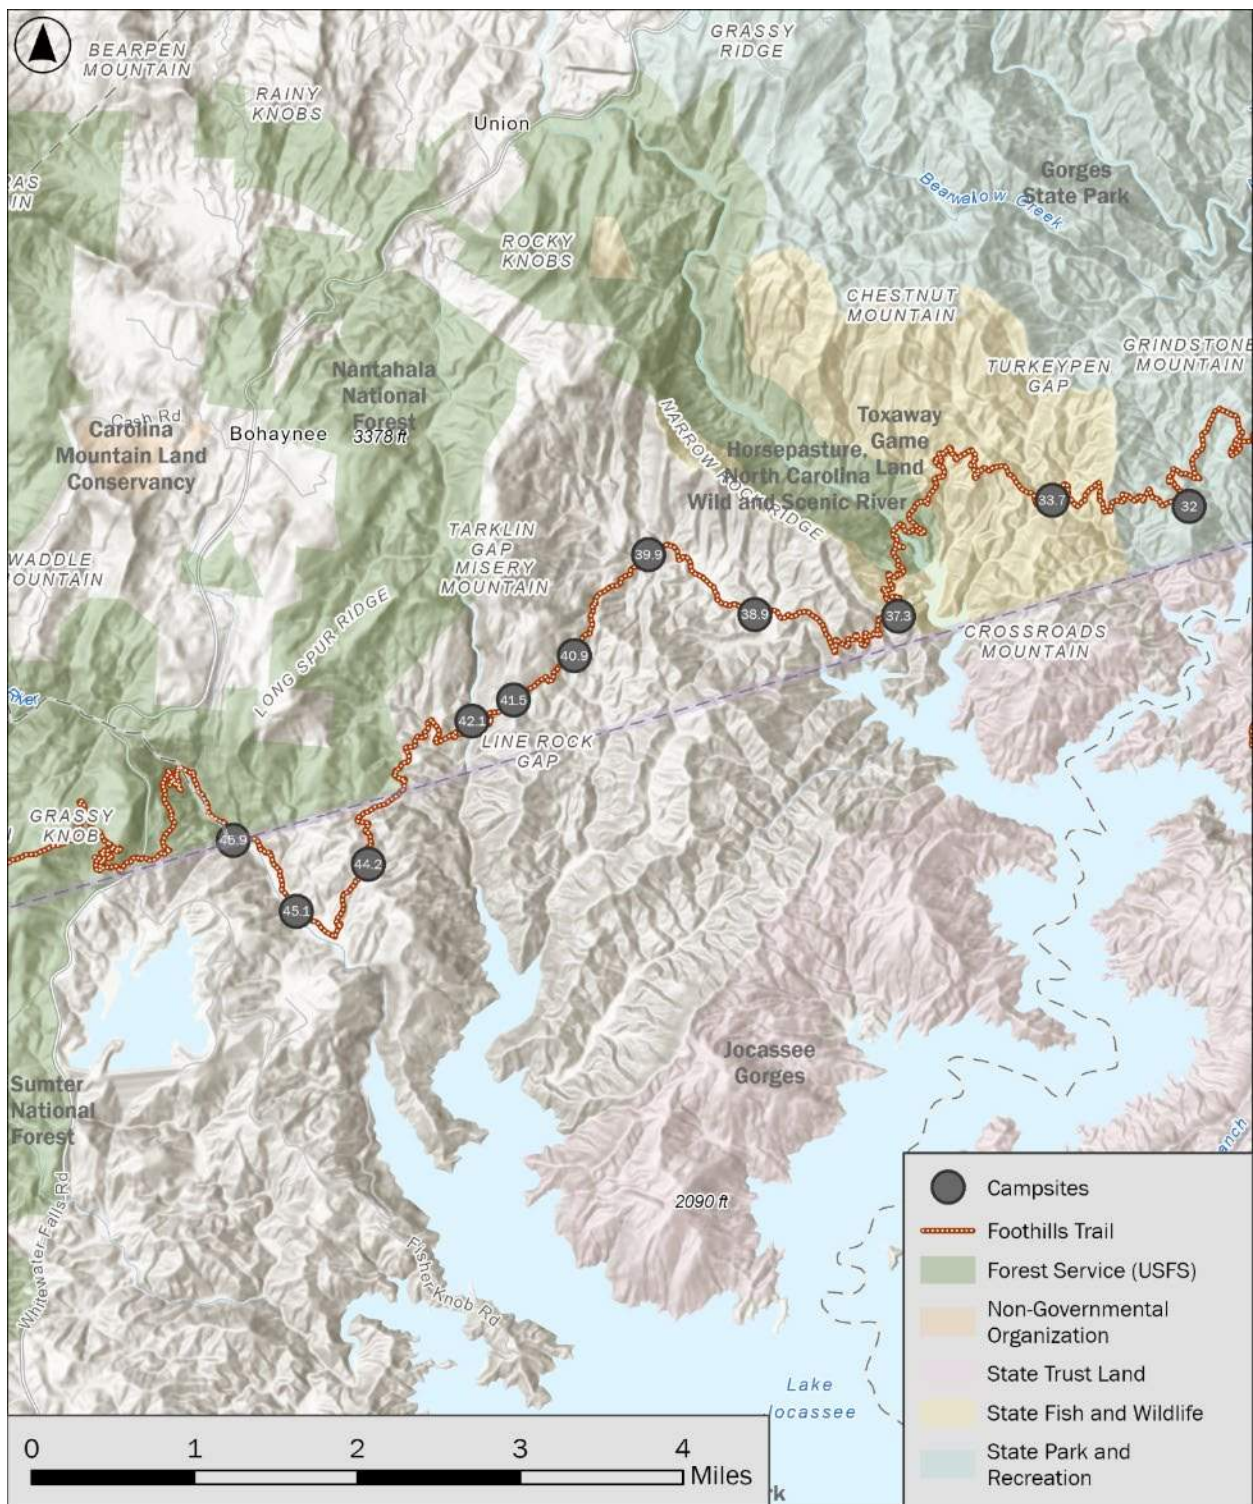 GRASSY
RIDGE
BEARPEN
MOUNTAIN
RAINY
KNOBS
Union
Gorges
State Park
Bearwalow Creek
ROCKY
KNOBS
CHESTNUT
MOUNTAIN
GRINDSTONE
MOUNTAIN
TURKEYPEN
GAP
Nantahala
National
Forest
3378 ft
Cash Rd
Carolina
Mountain Land
Conservancy
Bohaynee
Toxaway
Game
Land
NARROW ROCK RIDGE
Horsepasture,
North Carolina
Wild and Scenic River
33.7
32
TARKLIN
GAP
MISERY
MOUNTAIN
WADDLE
MOUNTAIN
39.9
38.9
37.3
LONG SPUR RIDGE
CROSSROADS
MOUNTAIN
40.9
41.5
42.1
River
LINE ROCK
GAP
GRASSY
KNOB
45.9
44.2
45.1
Jocassee
Gorges
Sumter
National
Forest
Whitewater Falls Rd
2090 ft
Fisher Knob Rd
anch
Lake
Jocassee
Campsites
Foothills Trail
Forest Service (USFS)
Non-Governmental
Organization
State Trust Land
State Fish and Wildlife
State Park and
Recreation
0 1 2 3 4
Miles